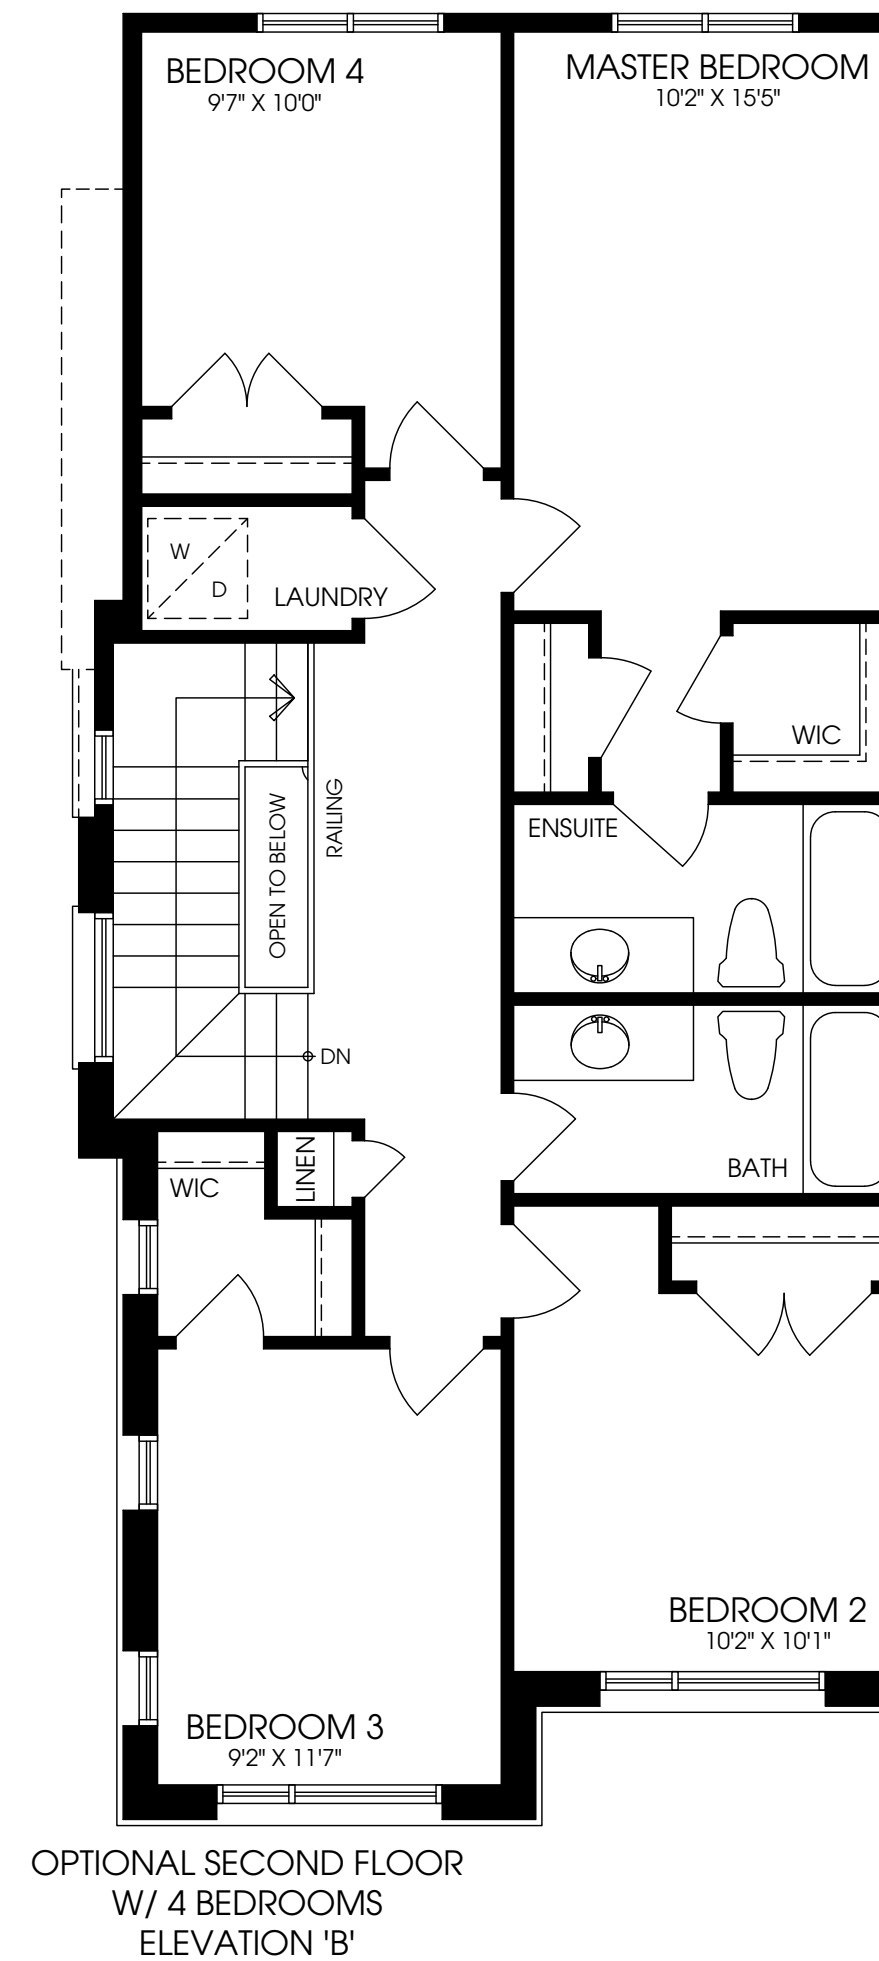 BEDROOM 4
9'7" X 10'0"
MASTER BEDROOM
10'2" X 15'5"
W
D
LAUNDRY
WIC
RAILING
OPEN TO BELOW
ENSUITE
DN
LINEN
WIC
BATH
BEDROOM 2
10'2" X 10'1"
BEDROOM 3
9'2" X 11'7"
OPTIONAL SECOND FLOOR
W/ 4 BEDROOMS
ELEVATION 'B'